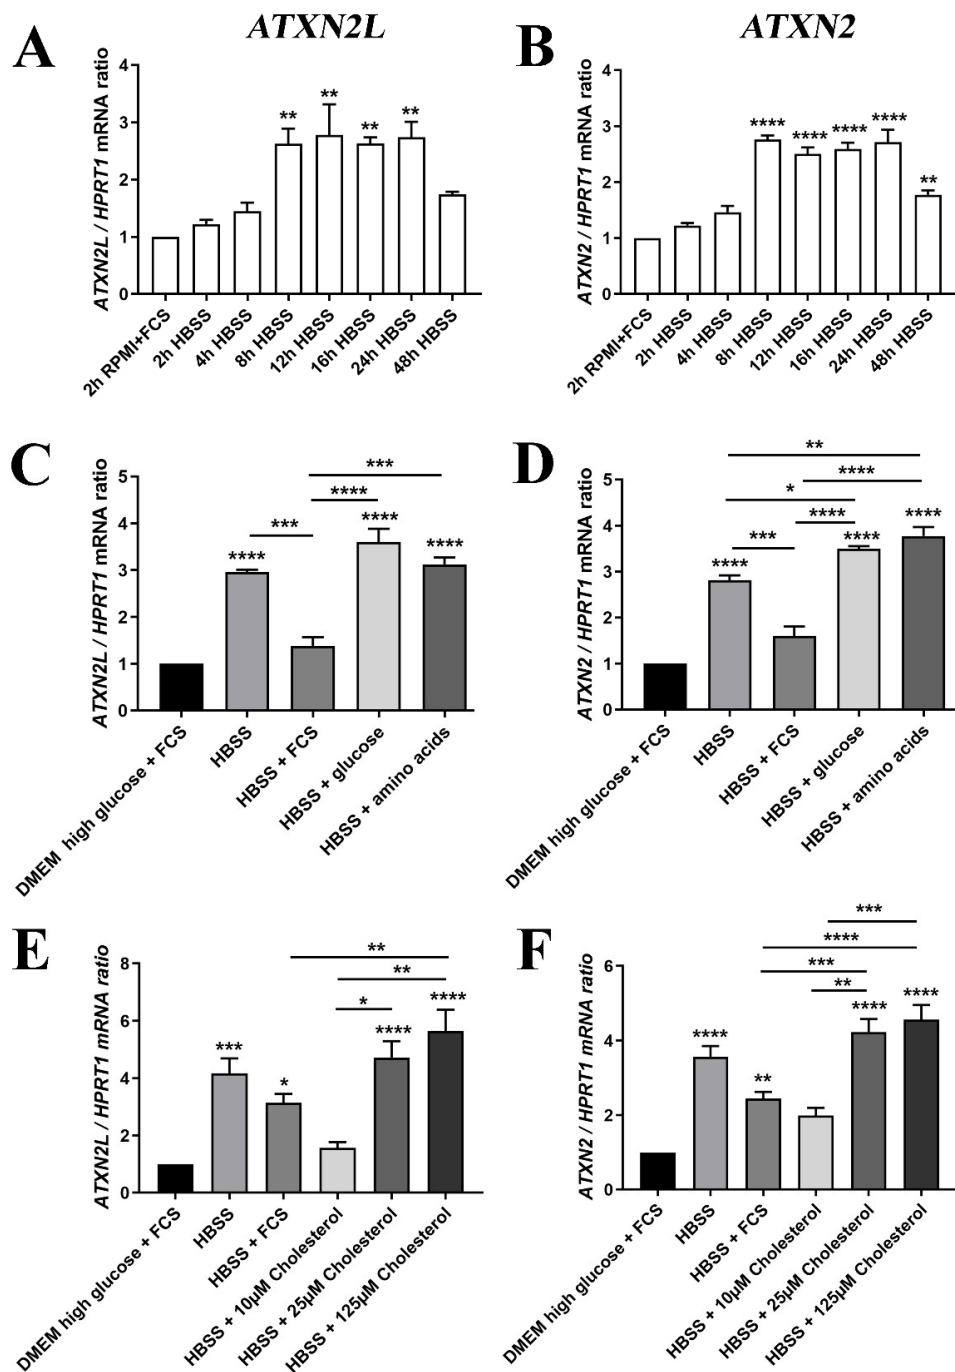 ATXN2L
ATXN2
A
ATXN2L / HPRT1 mRNA ratio
4
3
2
1
0
**
**
**
**
2h RPMI+FCS
2h HBSS
4h HBSS
8h HBSS
12h HBSS
16h HBSS
24h HBSS
48h HBSS
B
ATXN2 / HPRT1 mRNA ratio
4
3
2
1
0
****
****
****
****
**
2h RPMI+FCS
2h HBSS
4h HBSS
8h HBSS
12h HBSS
16h HBSS
24h HBSS
48h HBSS
C
ATXN2L / HPRT1 mRNA ratio
5
4
3
2
1
0
***
****
***
****
****
****
DMEM high glucose + FCS
HBSS
HBSS + FCS
HBSS + glucose
HBSS + amino acids
D
ATXN2 / HPRT1 mRNA ratio
5
4
3
2
1
0
**
****
*
****
***
****
****
****
DMEM high glucose + FCS
HBSS
HBSS + FCS
HBSS + glucose
HBSS + amino acids
E
ATXN2L / HPRT1 mRNA ratio
8
6
4
2
0
**
**
*
***
*
****
****
DMEM high glucose + FCS
HBSS
HBSS + FCS
HBSS + 10µM Cholesterol
HBSS + 25µM Cholesterol
HBSS + 125µM Cholesterol
F
ATXN2 / HPRT1 mRNA ratio
6
4
2
0
***
****
***
**
****
**
****
****
DMEM high glucose + FCS
HBSS
HBSS + FCS
HBSS + 10µM Cholesterol
HBSS + 25µM Cholesterol
HBSS + 125µM Cholesterol